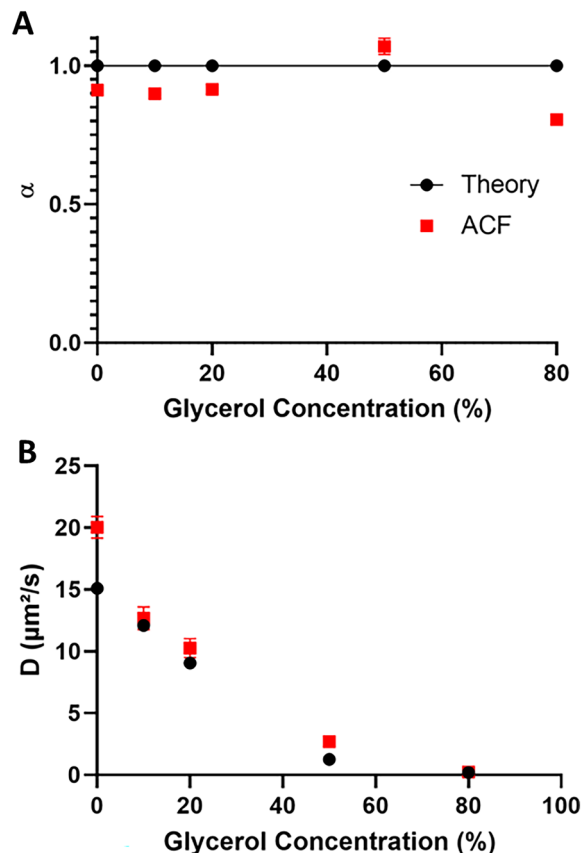 A
1.0
0.5
0.0
α
Theory
ACF
0 20 40 60 80
Glycerol Concentration (%)
B
25
20
15
10
5
0
D (µm²/s)
0 20 40 60 80 100
Glycerol Concentration (%)